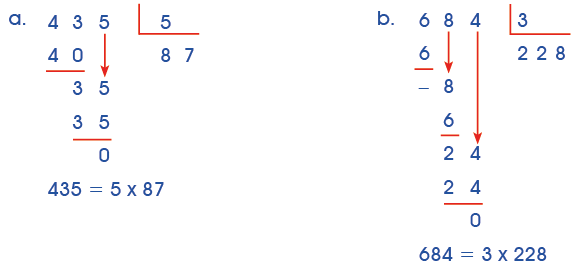 a. 4 3 5 5
4 0 8 7
3 5
3 5
0
435 = 5 x 87
b. 6 8 4 3
6 2 2 8
– 8
6
2 4
2 4
0
684 = 3 x 228